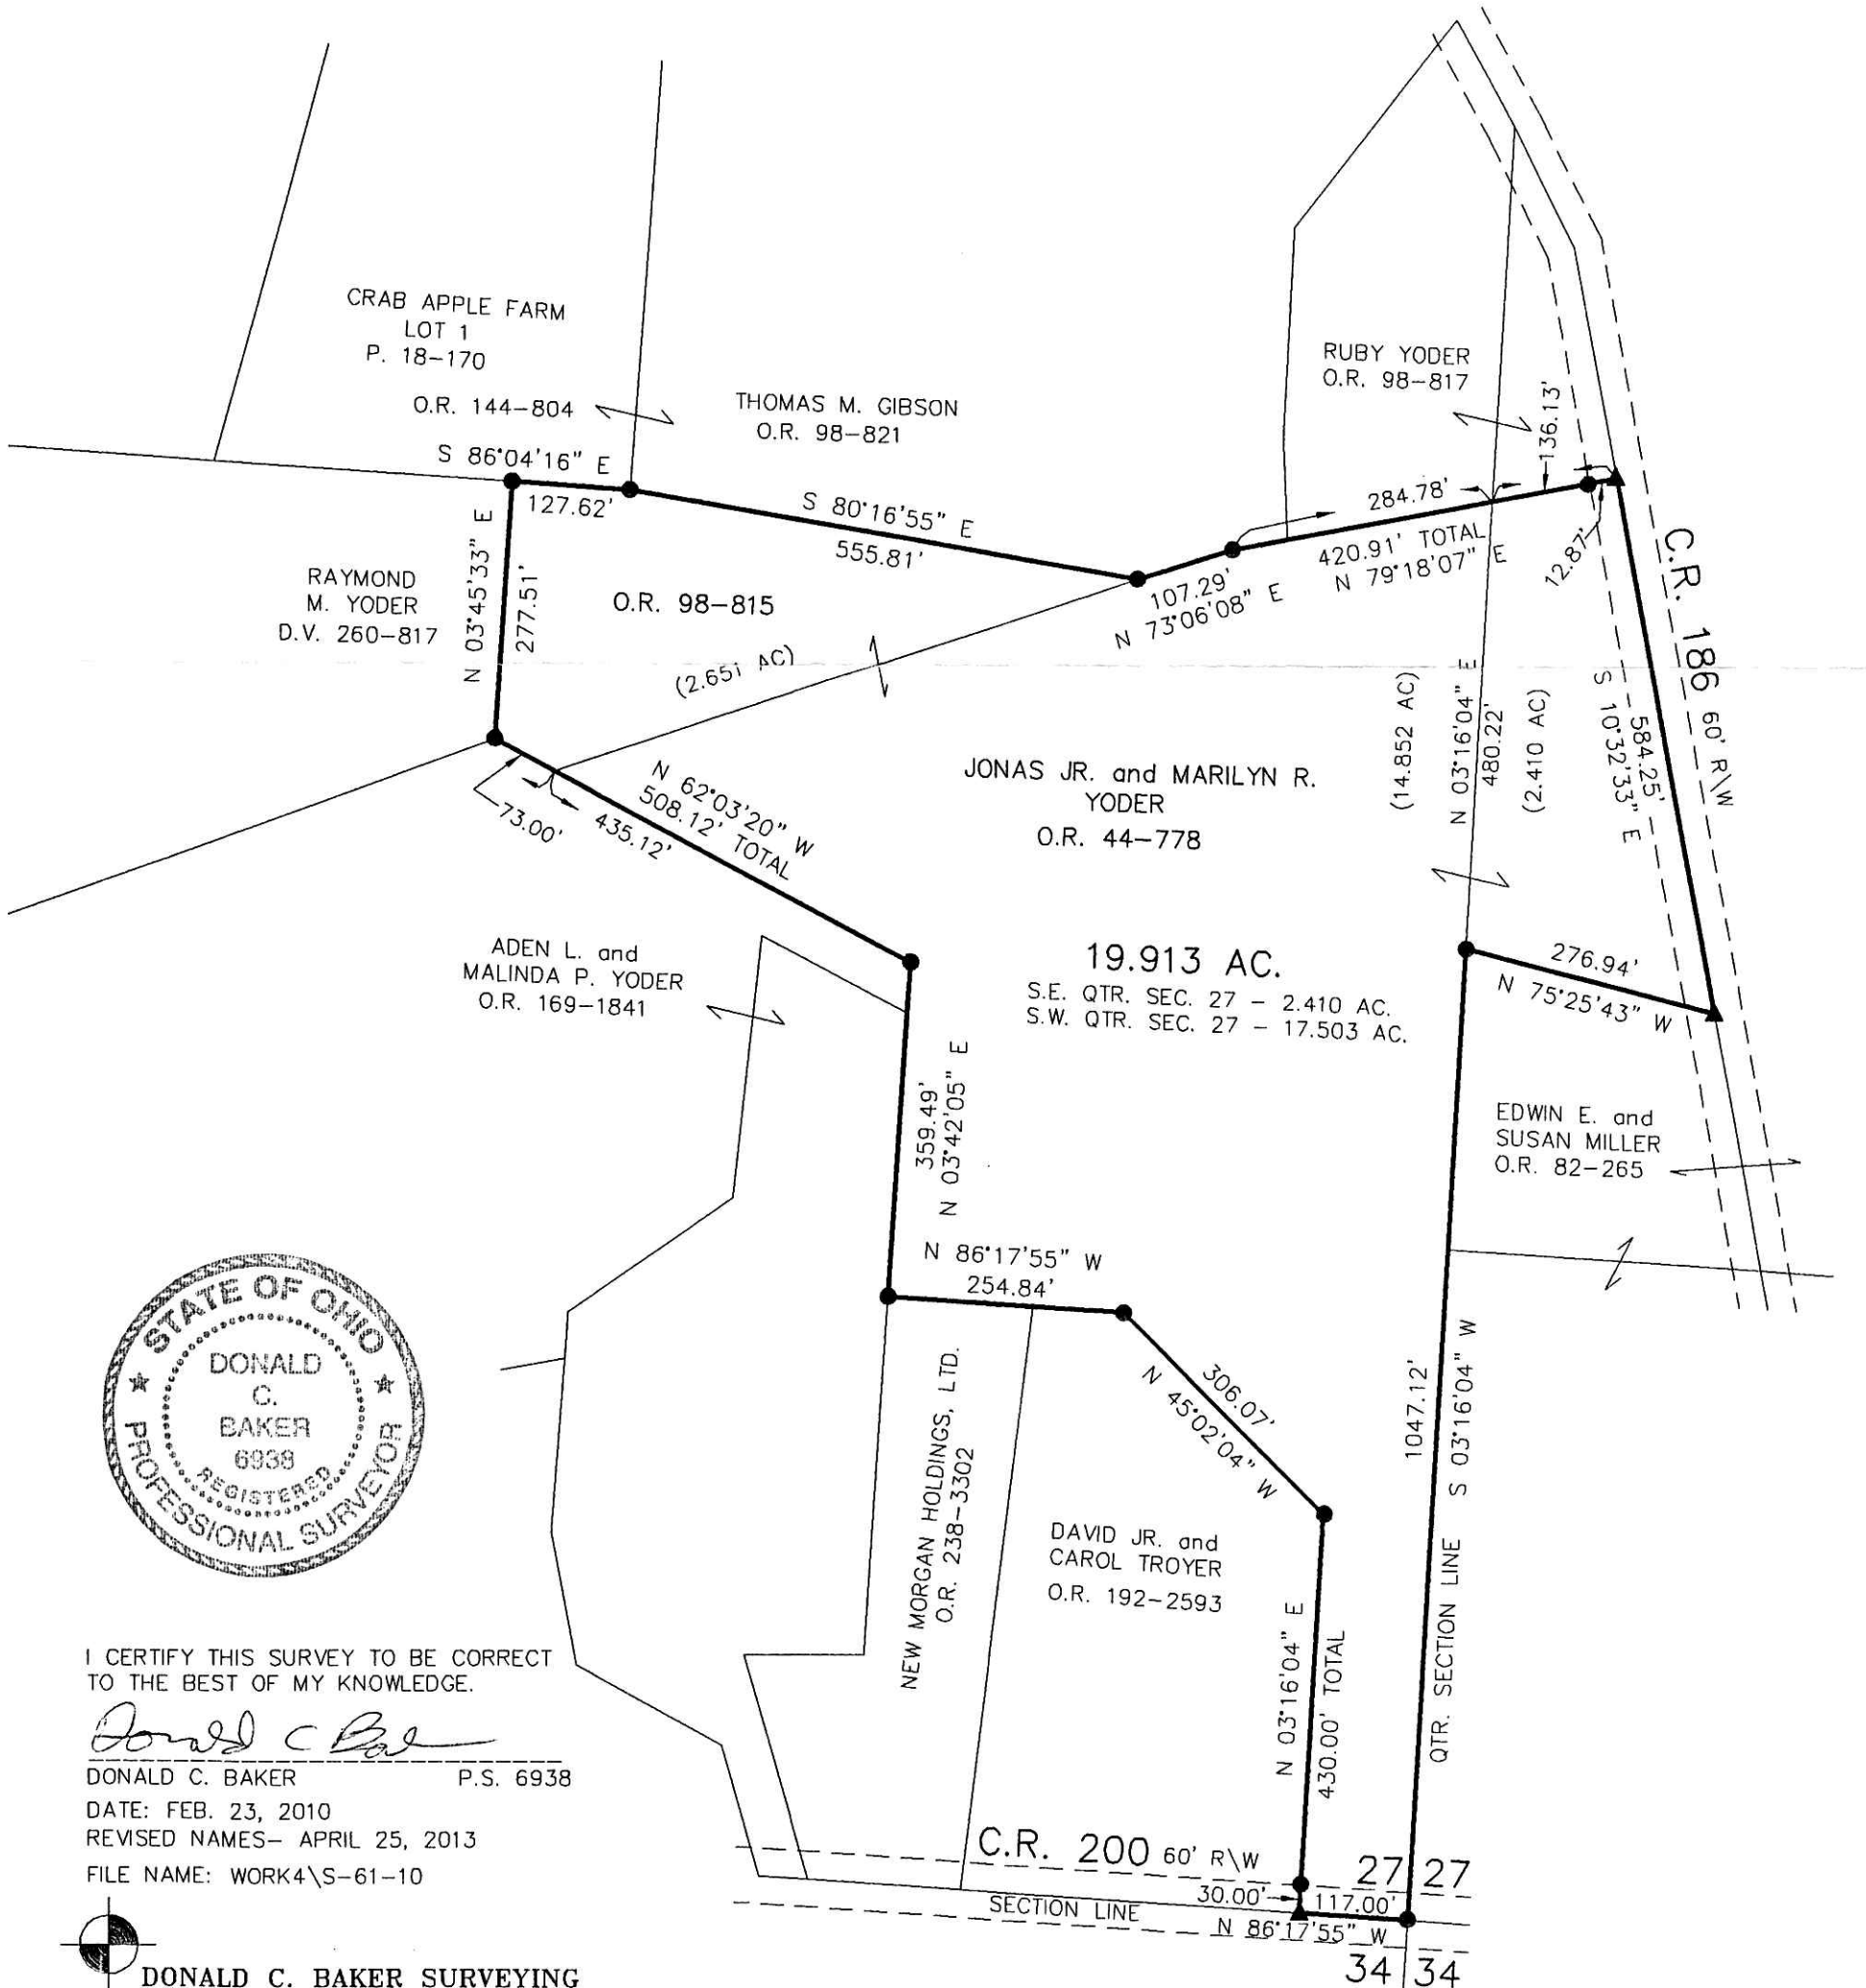 CRAB APPLE FARM
LOT 1
P. 18-170
O.R. 144-804
THOMAS M. GIBSON
O.R. 98-821
RUBY YODER
O.R. 98-817
136.13'
S 86°04'16" E
127.62'
S 80°16'55" E
555.81'
284.78'
420.91' TOTAL
N 79°18'07" E
12.87'
107.29'
N 73°06'08" E
C.R. 186 60' R\W
RAYMOND
M. YODER
D.V. 260-817
N 03°45'33" E
277.51'
O.R. 98-815
(2.651 AC)
(14.852 AC)
N 03°16'04" E
480.22'
(2.410 AC)
584.25'
S 10°32'33" E
JONAS JR. and MARILYN R.
YODER
O.R. 44-778
N 62°03'20" W
508.12' TOTAL
73.00'
435.12'
ADEN L. and
MALINDA P. YODER
O.R. 169-1841
19.913 AC.
S.E. QTR. SEC. 27 - 2.410 AC.
S.W. QTR. SEC. 27 - 17.503 AC.
276.94'
N 75°25'43" W
359.49'
N 03°42'05" E
EDWIN E. and
SUSAN MILLER
O.R. 82-265
N 86°17'55" W
254.84'
306.07'
N 45°02'04" W
1047.12'
QTR. SECTION LINE S 03°16'04" W
NEW MORGAN HOLDINGS, LTD.
O.R. 238-3302
DAVID JR. and
CAROL TROYER
O.R. 192-2593
N 03°16'04" E
430.00' TOTAL
STATE OF OHIO
DONALD
C.
BAKER
6938
REGISTERED
PROFESSIONAL SURVEYOR
I CERTIFY THIS SURVEY TO BE CORRECT
TO THE BEST OF MY KNOWLEDGE.
Donald C Baker
DONALD C. BAKER P.S. 6938
DATE: FEB. 23, 2010
REVISED NAMES- APRIL 25, 2013
FILE NAME: WORK4\S-61-10
C.R. 200 60' R\W
27 27
30.00'
117.00'
SECTION LINE
N 86°17'55" W
34 34
DONALD C. BAKER SURVEYING